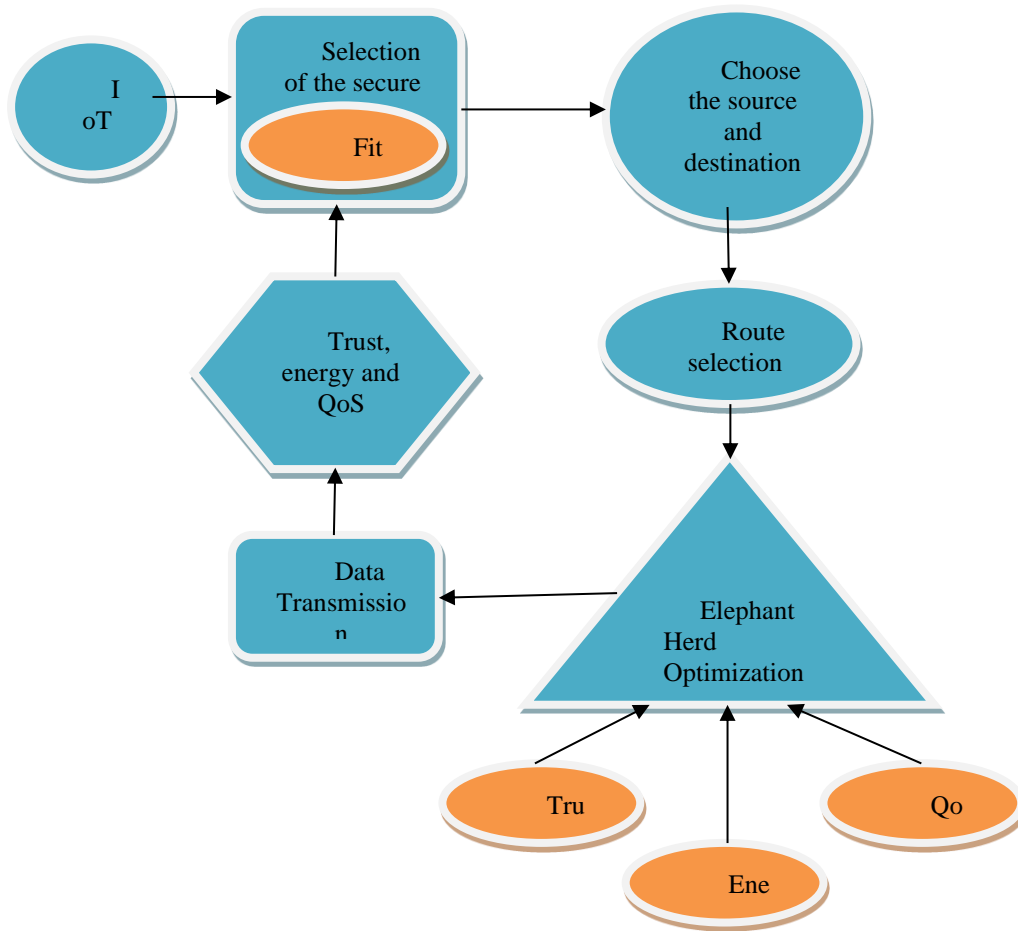 I
oT
Selection
of the secure
Fit
Choose
the source
and
destination
Trust,
energy and
QoS
Route
selection
Data
Transmissio
n
Elephant
Herd
Optimization
Tru
Qo
Ene